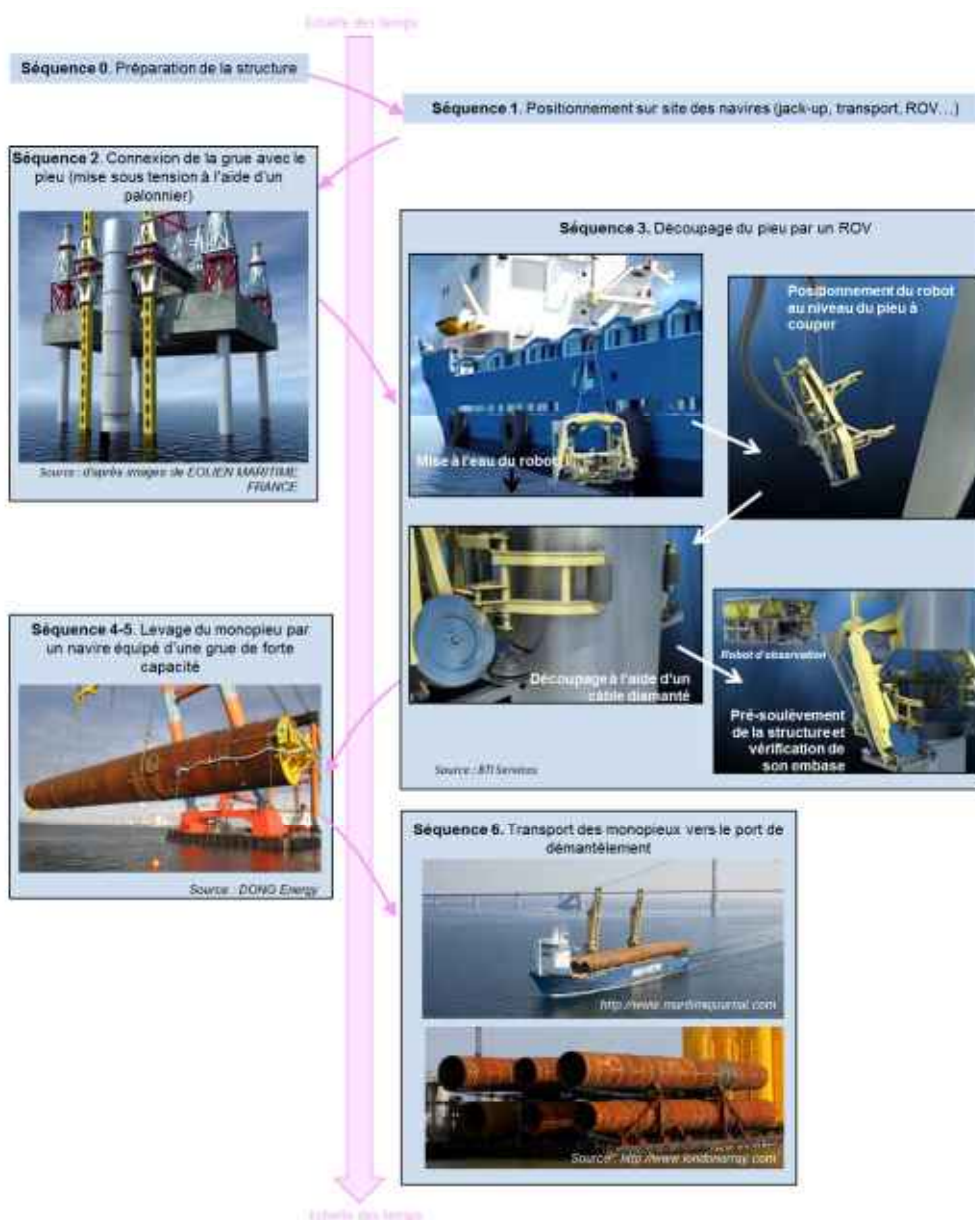 Echelle des temps
Séquence 0. Préparation de la structure
Séquence 1. Positionnement sur site des navires (jack-up, transport, ROV…)
Séquence 2. Connexion de la grue avec le
pieu (mise sous tension à l'aide d'un
palonnier)
Source : d'après images de EOLIEN MARITIME
FRANCE
Séquence 3. Découpage du pieu par un ROV
Mise à l'eau du robot
Positionnement du robot
au niveau du pieu à
couper
Découpage à l'aide d'un
câble diamanté
Robot d'observation
Pré-soulèvement
de la structure et
vérification de
son embase
Source : BTI Services
Séquence 4-5. Levage du monopieu par
un navire équipé d'une grue de forte
capacité
Source : DONG Energy
Séquence 6. Transport des monopieux vers le port de
démantèlement
http://www.maritimejournal.com
Source : http://www.londonarray.com
Echelle des temps